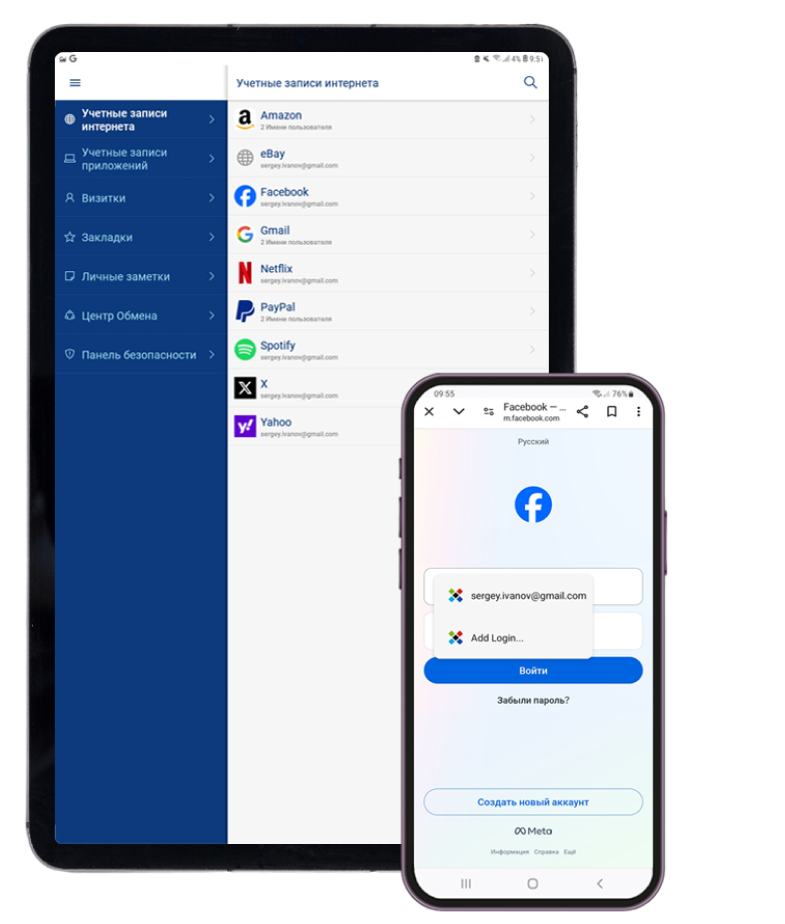 G
4% 9:51
Учетные записи интернета
Учетные записи
интернета
Учетные записи
приложений
Визитки
Закладки
Личные заметки
Центр Обмена
Панель безопасности
Amazon
2 Имени пользователя
eBay
sergey.ivanov@gmail.com
Facebook
sergey.ivanov@gmail.com
Gmail
2 Имени пользователя
Netflix
sergey.ivanov@gmail.com
PayPal
2 Имени пользователя
Spotify
sergey.ivanov@gmail.com
X
sergey.ivanov@gmail.com
Yahoo
sergey.ivanov@gmail.com
09:55
76%
Facebook — ...
m.facebook.com
Русский
sergey.ivanov@gmail.com
Add Login...
Войти
Забыли пароль?
Создать новый аккаунт
Meta
Информация Справка Ещё